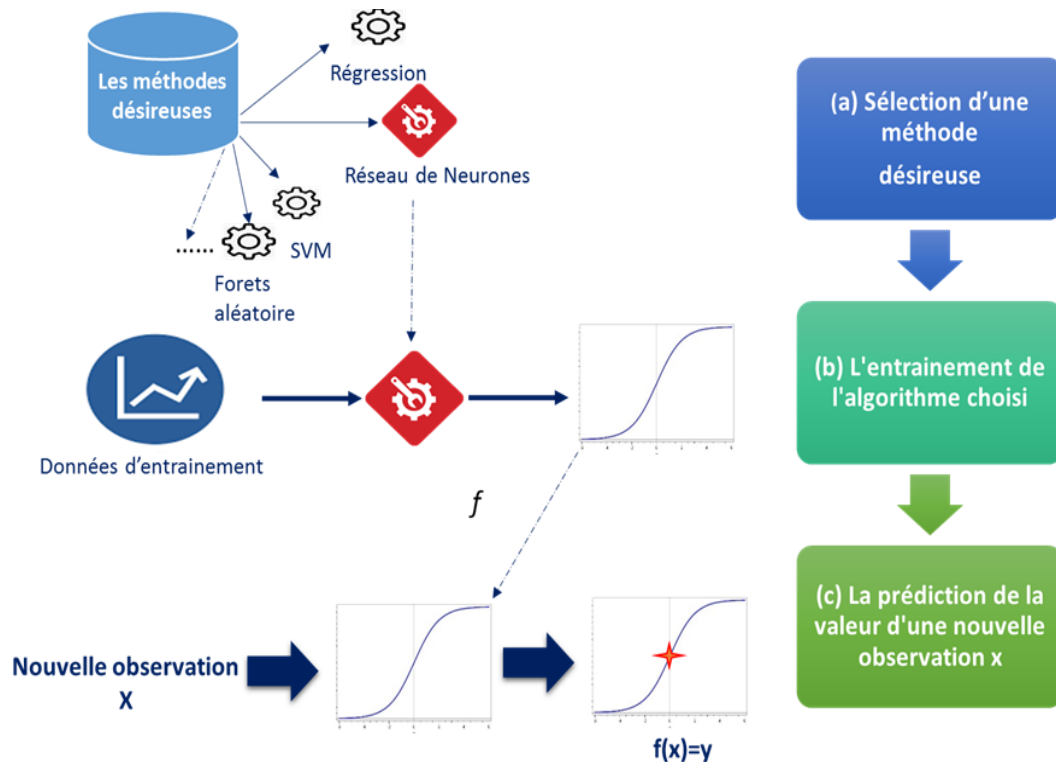 Les méthodes
désireuses
Régression
Réseau de Neurones
SVM
......
Forets
aléatoire
Données d’entrainement
f
Nouvelle observation
X
f(x)=y
(a) Sélection d’une
méthode
désireuse
(b) L'entrainement de
l'algorithme choisi
(c) La prédiction de la
valeur d'une nouvelle
observation x